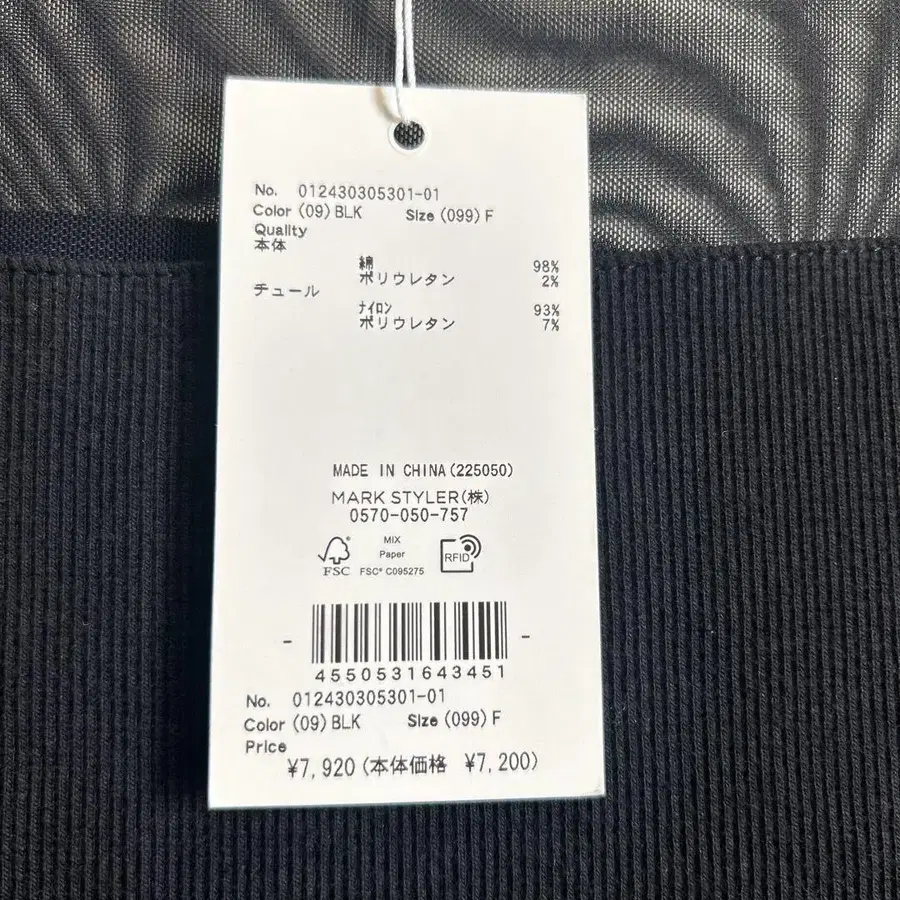 No. 012430305301-01
Color (09) BLK Size (099) F
Quality
本体
綿 98%
ポリウレタン 2%
チュール
ナイロン 93%
ポリウレタン 7%
MADE IN CHINA(225050)
MARK STYLER(株)
0570-050-757
FSC
MIX
Paper
FSC® C095275
RFID
4550531643451
No. 012430305301-01
Color (09) BLK Size (099) F
Price
¥7,920 (本体価格 ¥7,200)